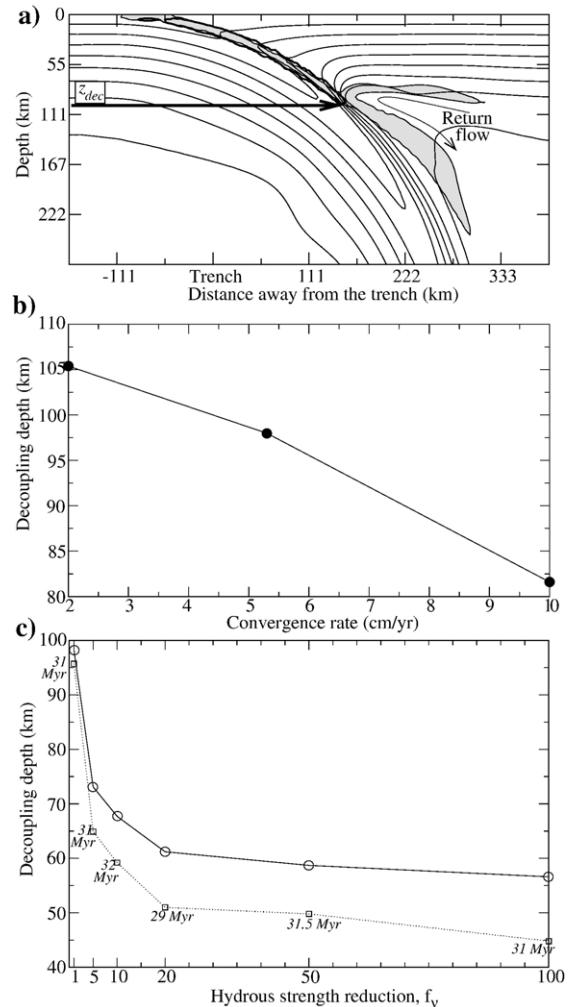 a)
0
55
111
167
222
Depth (km)
z_dec
Return
flow
-111
Trench
111
222
333
Distance away from the trench (km)
b)
110
105
100
95
90
85
80
Decoupling depth (km)
2
3
4
5
6
7
8
9
10
Convergence rate (cm/yr)
c)
100
90
80
70
60
50
40
Decoupling depth (km)
31
Myr
31
Myr
32
Myr
29 Myr
31.5 Myr
31 Myr
1
5
10
20
50
100
Hydrous strength reduction, f_ν